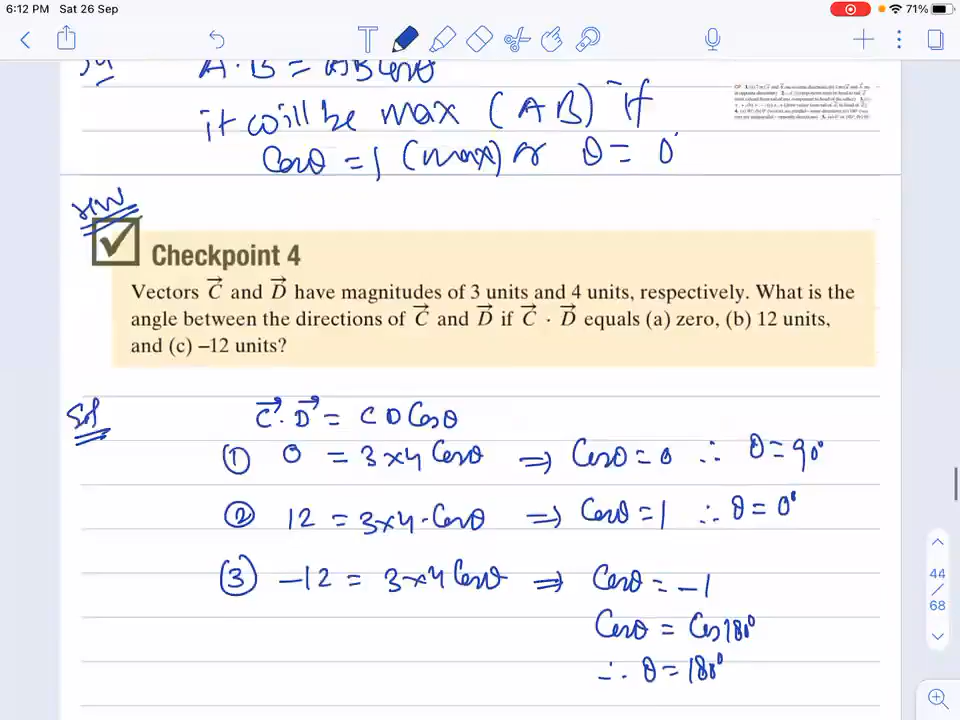 6:12 PM Sat 26 Sep 71%
A · B = AB Cosθ
it will be max (AB) if
Cosθ = 1 (max) or θ = 0°
HW
Checkpoint 4
Vectors C⃗ and D⃗ have magnitudes of 3 units and 4 units, respectively. What is the
angle between the directions of C⃗ and D⃗ if C⃗ · D⃗ equals (a) zero, (b) 12 units,
and (c) −12 units?
Sol C⃗ · D⃗ = C D Cosθ
① 0 = 3×4 Cosθ ⇒ Cosθ = 0 ∴ θ = 90°
② 12 = 3×4 · Cosθ ⇒ Cosθ = 1 ∴ θ = 0°
③ −12 = 3×4 Cosθ ⇒ Cosθ = −1
Cosθ = Cos180°
∴ θ = 180°
44
/
68